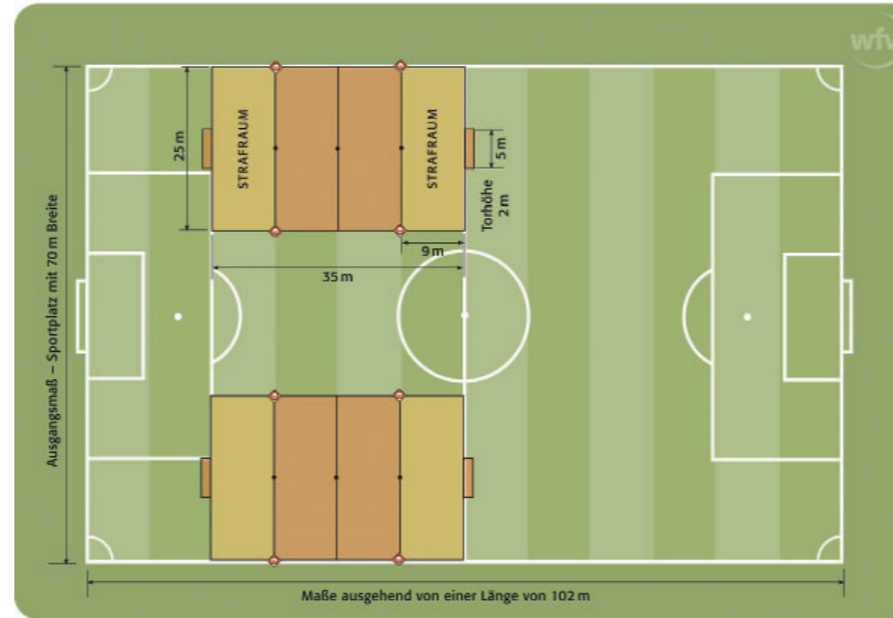 wfv
25 m
STRAFRAUM
STRAFRAUM
5 m
Torhöhe
2 m
9 m
35 m
Ausgangsmaß – Sportplatz mit 70 m Breite
Maße ausgehend von einer Länge von 102 m